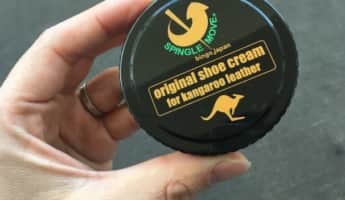 SPINGLE MOVE
bingo,japan
original shoe cream
for kangaroo leather